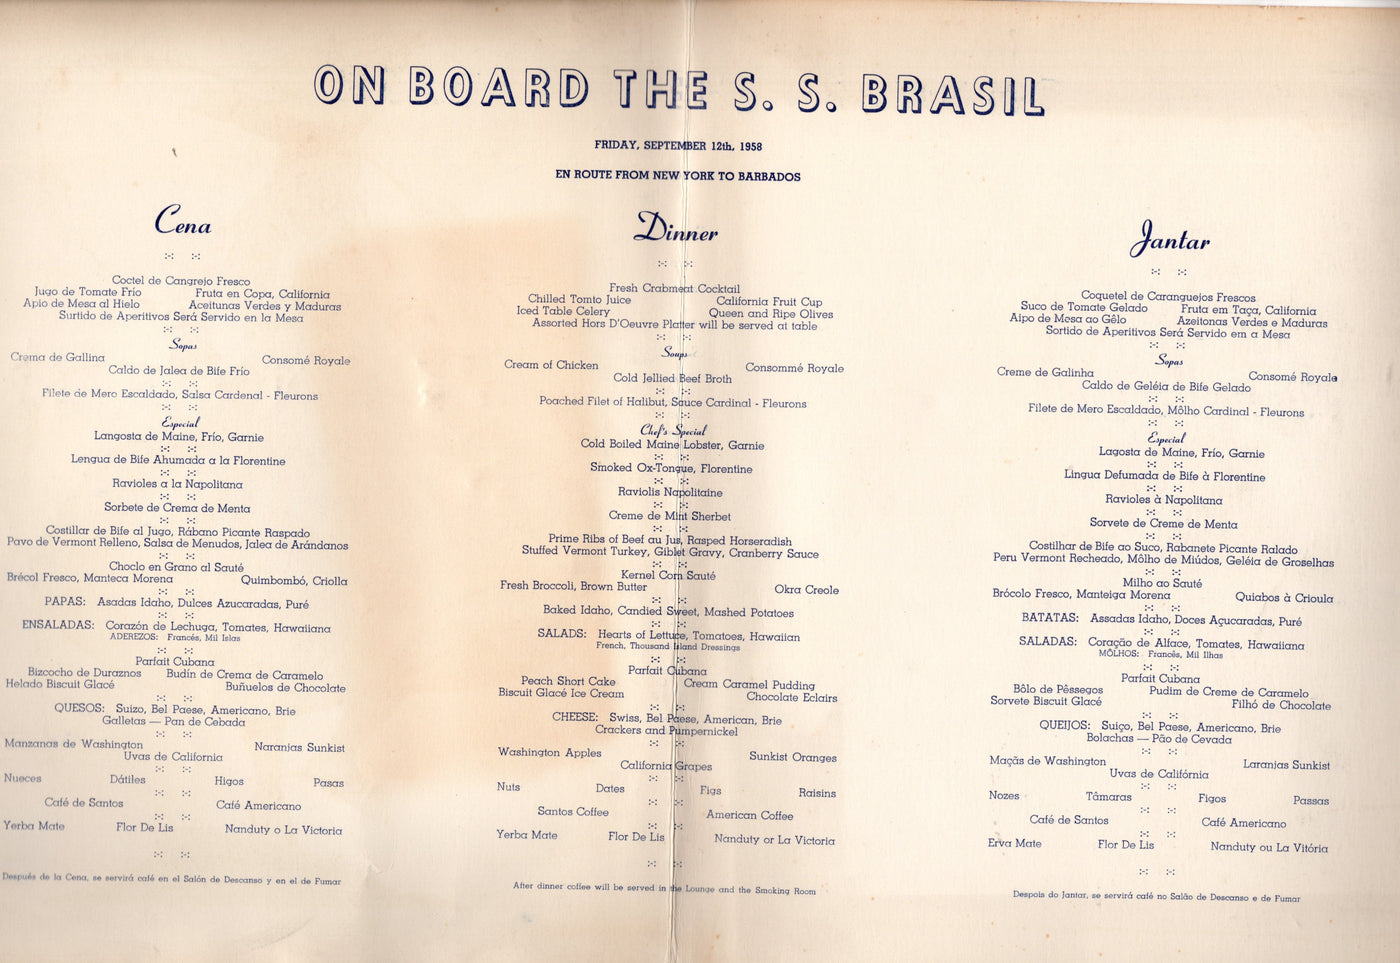 ON BOARD THE S. S. BRASIL
FRIDAY, SEPTEMBER 12th, 1958
EN ROUTE FROM NEW YORK TO BARBADOS
Cena
Coctel de Cangrejo Fresco
Jugo de Tomate Frío Fruta en Copa, California
Apio de Mesa al Hielo Aceitunas Verdes y Maduras
Surtido de Aperitivos Será Servido en la Mesa
Sopas
Crema de Gallina Consomé Royale
Caldo de Jalea de Bife Frío
Filete de Mero Escaldado, Salsa Cardenal - Fleurons
Especial
Langosta de Maine, Frío, Garnie
Lengua de Bife Ahumada a la Florentine
Ravioles a la Napolitana
Sorbete de Crema de Menta
Costillar de Bife al Jugo, Rábano Picante Raspado
Pavo de Vermont Relleno, Salsa de Menudos, Jalea de Arándanos
Choclo en Grano al Sauté
Brécol Fresco, Manteca Morena Quimbombó, Criolla
PAPAS: Asadas Idaho, Dulces Azucaradas, Puré
ENSALADAS: Corazón de Lechuga, Tomates, Hawaiiana
ADEREZOS: Francés, Mil Islas
Parfait Cubana
Bizcocho de Duraznos Budín de Crema de Caramelo
Helado Biscuit Glacé Buñuelos de Chocolate
QUESOS: Suizo, Bel Paese, Americano, Brie
Galletas — Pan de Cebada
Manzanas de Washington Naranjas Sunkist
Uvas de California
Nueces Dátiles Higos Pasas
Café de Santos Café Americano
Yerba Mate Flor De Lis Nanduty o La Victoria
Después de la Cena, se servirá café en el Salón de Descanso y en el de Fumar
Dinner
Fresh Crabmeat Cocktail
Chilled Tomto Juice California Fruit Cup
Iced Table Celery Queen and Ripe Olives
Assorted Hors D'Oeuvre Platter will be served at table
Soups
Cream of Chicken Consommé Royale
Cold Jellied Beef Broth
Poached Filet of Halibut, Sauce Cardinal - Fleurons
Chef's Special
Cold Boiled Maine Lobster, Garnie
Smoked Ox-Tongue, Florentine
Raviolis Napolitaine
Creme de Mint Sherbet
Prime Ribs of Beef au Jus, Rasped Horseradish
Stuffed Vermont Turkey, Giblet Gravy, Cranberry Sauce
Kernel Corn Sauté
Fresh Broccoli, Brown Butter Okra Creole
Baked Idaho, Candied Sweet, Mashed Potatoes
SALADS: Hearts of Lettuce, Tomatoes, Hawaiian
French, Thousand Island Dressings
Parfait Cubana
Peach Short Cake Cream Caramel Pudding
Biscuit Glacé Ice Cream Chocolate Eclairs
CHEESE: Swiss, Bel Paese, American, Brie
Crackers and Pumpernickel
Washington Apples Sunkist Oranges
California Grapes
Nuts Dates Figs Raisins
Santos Coffee American Coffee
Yerba Mate Flor De Lis Nanduty or La Victoria
After dinner coffee will be served in the Lounge and the Smoking Room
Jantar
Coquetel de Caranguejos Frescos
Suco de Tomate Gelado Fruta em Taça, California
Aipo de Mesa ao Gêlo Azeitonas Verdes e Maduras
Sortido de Aperitivos Será Servido em a Mesa
Sopas
Creme de Galinha Consomé Royale
Caldo de Geléia de Bife Gelado
Filete de Mero Escaldado, Môlho Cardinal - Fleurons
Especial
Lagosta de Maine, Frío, Garnie
Lingua Defumada de Bife à Florentine
Ravioles à Napolitana
Sorvete de Creme de Menta
Costilhar de Bife ao Suco, Rabanete Picante Ralado
Peru Vermont Recheado, Môlho de Miúdos, Geléia de Groselhas
Milho ao Sauté
Brócolo Fresco, Manteiga Morena Quiabos à Crioula
BATATAS: Assadas Idaho, Doces Açucaradas, Puré
SALADAS: Coração de Alface, Tomates, Hawaiiana
MÔLHOS: Francês, Mil Ilhas
Parfait Cubana
Bôlo de Pêssegos Pudim de Creme de Caramelo
Sorvete Biscuit Glacé Filhó de Chocolate
QUEIJOS: Suiço, Bel Paese, Americano, Brie
Bolachas — Pão de Cevada
Maçãs de Washington Laranjas Sunkist
Uvas de Califórnia
Nozes Tâmaras Figos Passas
Café de Santos Café Americano
Erva Mate Flor De Lis Nanduty ou La Vitória
Despois do Jantar, se servirá café no Salão de Descanso e de Fumar